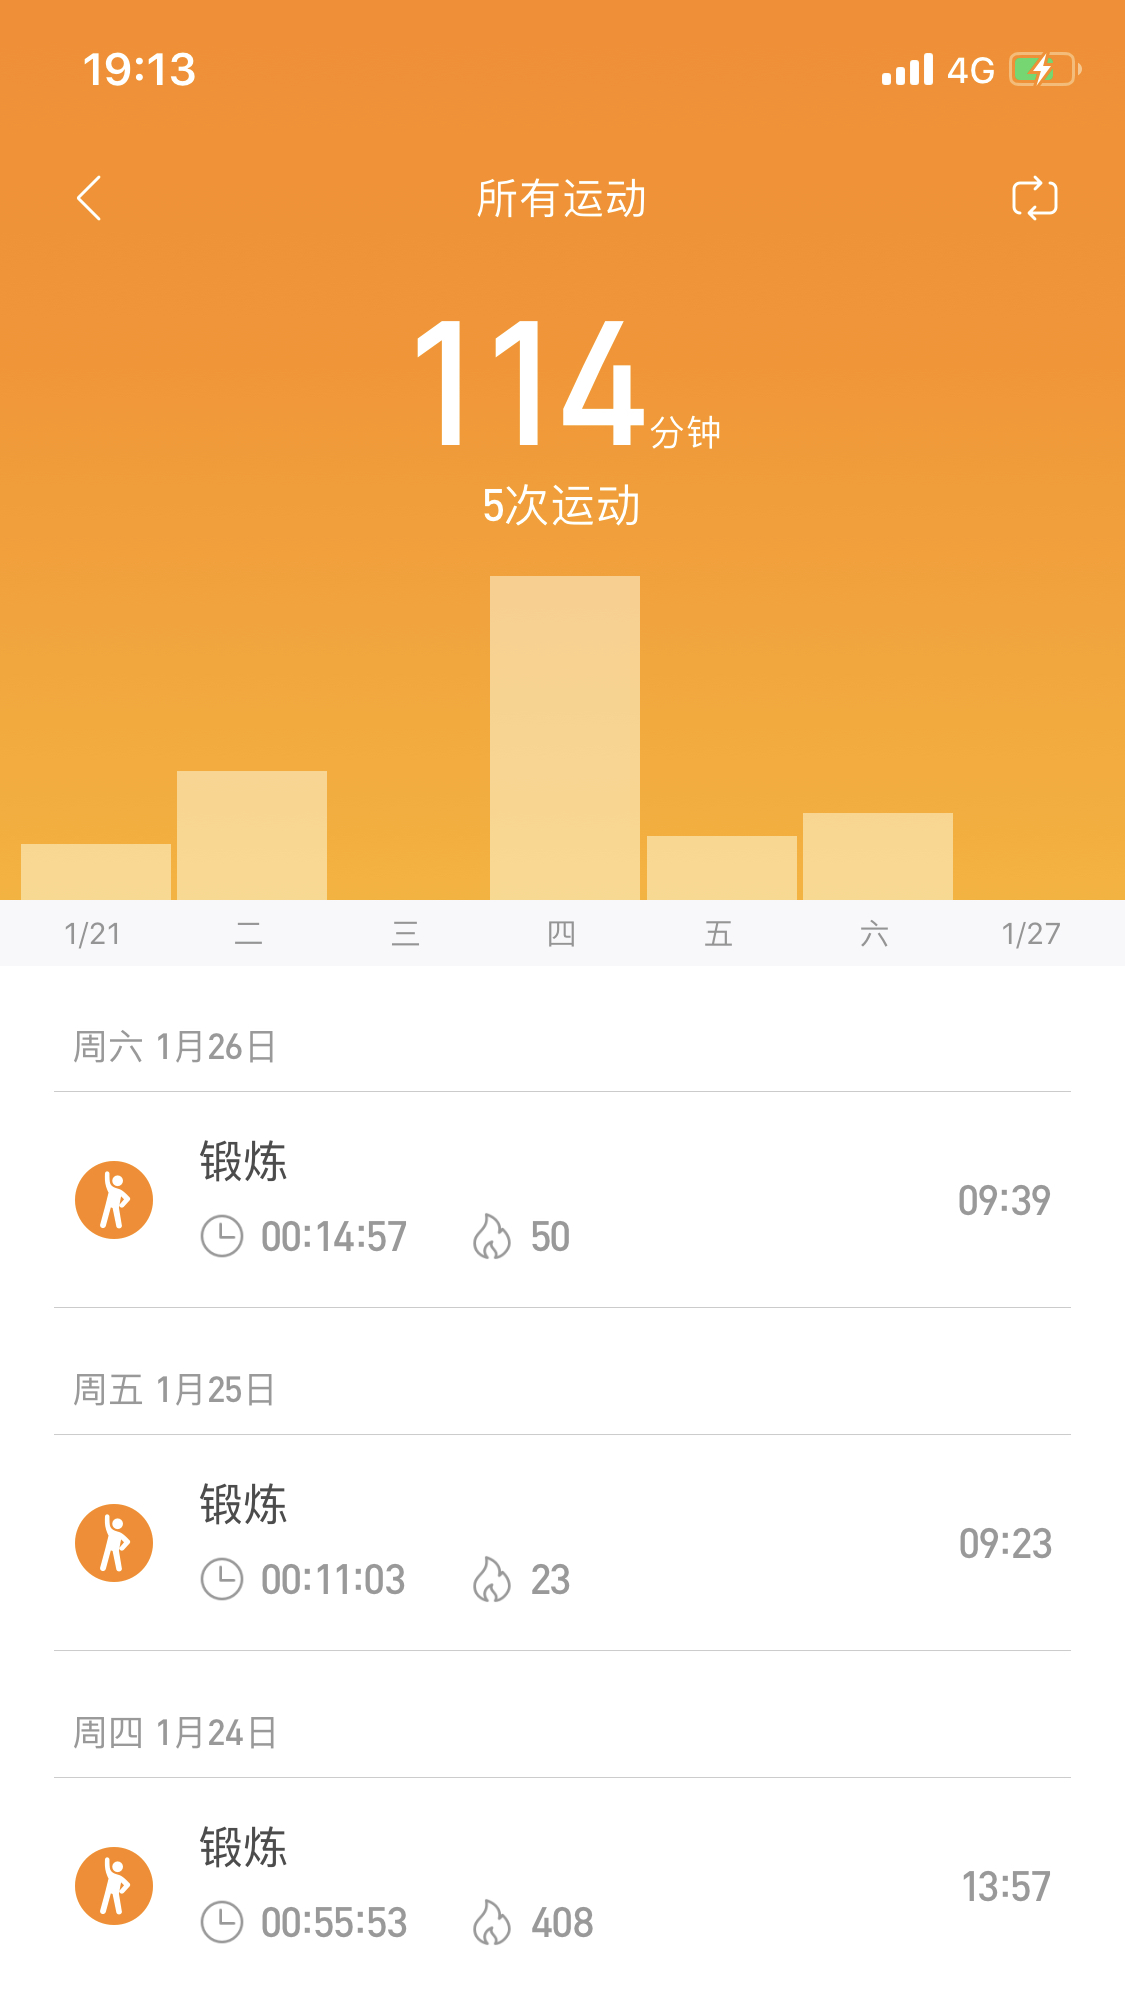 19:13 4G
所有运动
114分钟
5次运动
1/21 二 三 四 五 六 1/27
周六 1月26日
锻炼
00:14:57 50 09:39
周五 1月25日
锻炼
00:11:03 23 09:23
周四 1月24日
锻炼
00:55:53 408 13:57